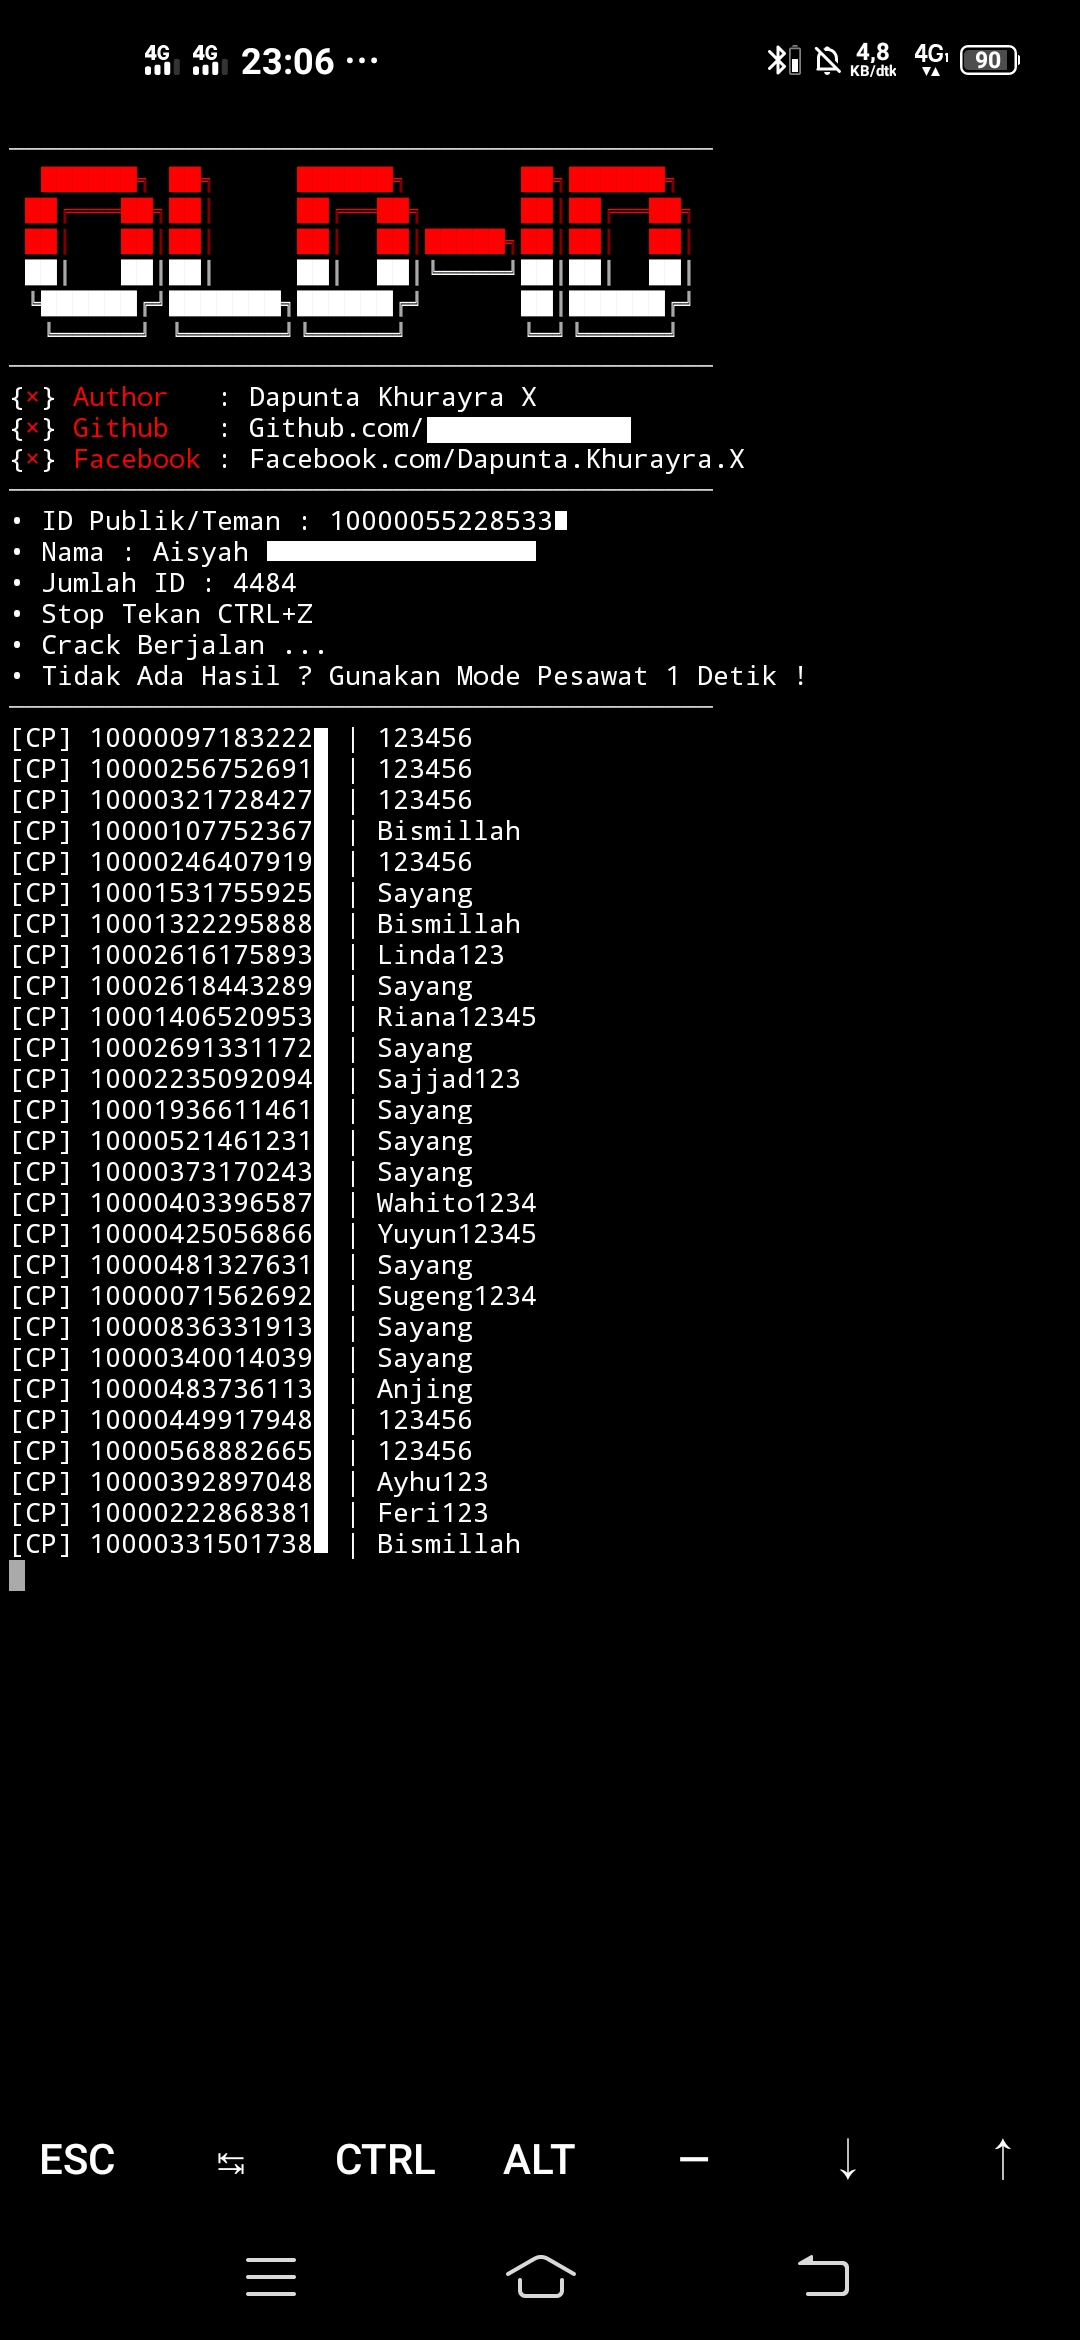 4G 4G 23:06 ... 4,8 KB/dtk 4G1 90
OLD-ID
{×} Author : Dapunta Khurayra X
{×} Github : Github.com/
{×} Facebook : Facebook.com/Dapunta.Khurayra.X
• ID Publik/Teman : 10000055228533
• Nama : Aisyah
• Jumlah ID : 4484
• Stop Tekan CTRL+Z
• Crack Berjalan ...
• Tidak Ada Hasil ? Gunakan Mode Pesawat 1 Detik !
[CP] 10000097183222 | 123456
[CP] 10000256752691 | 123456
[CP] 10000321728427 | 123456
[CP] 10000107752367 | Bismillah
[CP] 10000246407919 | 123456
[CP] 10001531755925 | Sayang
[CP] 10001322295888 | Bismillah
[CP] 10002616175893 | Linda123
[CP] 10002618443289 | Sayang
[CP] 10001406520953 | Riana12345
[CP] 10002691331172 | Sayang
[CP] 10002235092094 | Sajjad123
[CP] 10001936611461 | Sayang
[CP] 10000521461231 | Sayang
[CP] 10000373170243 | Sayang
[CP] 10000403396587 | Wahito1234
[CP] 10000425056866 | Yuyun12345
[CP] 10000481327631 | Sayang
[CP] 10000071562692 | Sugeng1234
[CP] 10000836331913 | Sayang
[CP] 10000340014039 | Sayang
[CP] 10000483736113 | Anjing
[CP] 10000449917948 | 123456
[CP] 10000568882665 | 123456
[CP] 10000392897048 | Ayhu123
[CP] 10000222868381 | Feri123
[CP] 10000331501738 | Bismillah
ESC ↹ CTRL ALT — ↓ ↑